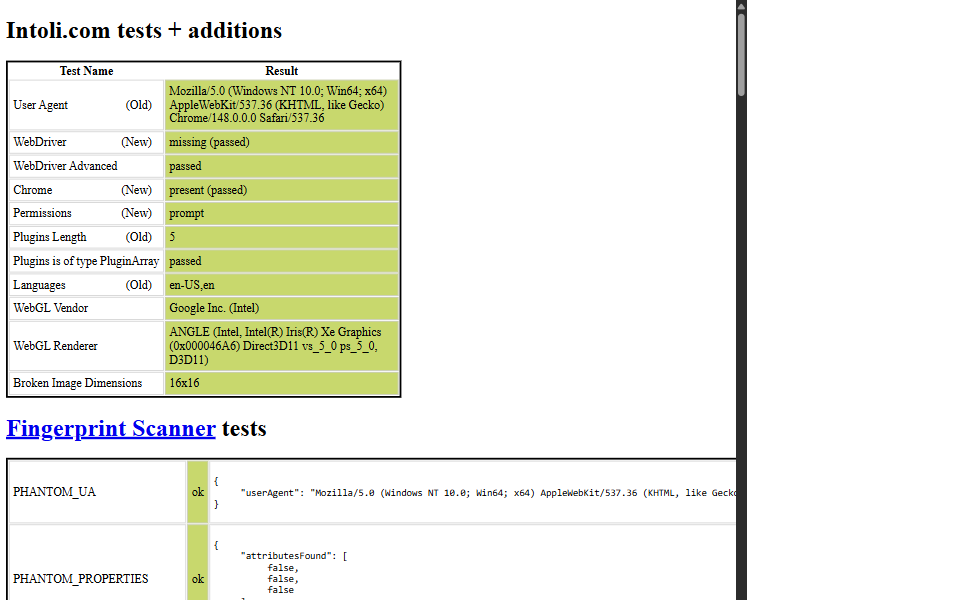 Intoli.com tests + additions
Test Name Result
User Agent (Old) Mozilla/5.0 (Windows NT 10.0; Win64; x64)
AppleWebKit/537.36 (KHTML, like Gecko)
Chrome/148.0.0.0 Safari/537.36
WebDriver (New) missing (passed)
WebDriver Advanced passed
Chrome (New) present (passed)
Permissions (New) prompt
Plugins Length (Old) 5
Plugins is of type PluginArray passed
Languages (Old) en-US,en
WebGL Vendor Google Inc. (Intel)
WebGL Renderer ANGLE (Intel, Intel(R) Iris(R) Xe Graphics
(0x000046A6) Direct3D11 vs_5_0 ps_5_0,
D3D11)
Broken Image Dimensions 16x16
Fingerprint Scanner tests
PHANTOM_UA ok {
"userAgent": "Mozilla/5.0 (Windows NT 10.0; Win64; x64) AppleWebKit/537.36 (KHTML, like Gecko
}
PHANTOM_PROPERTIES ok {
"attributesFound": [
false,
false,
false